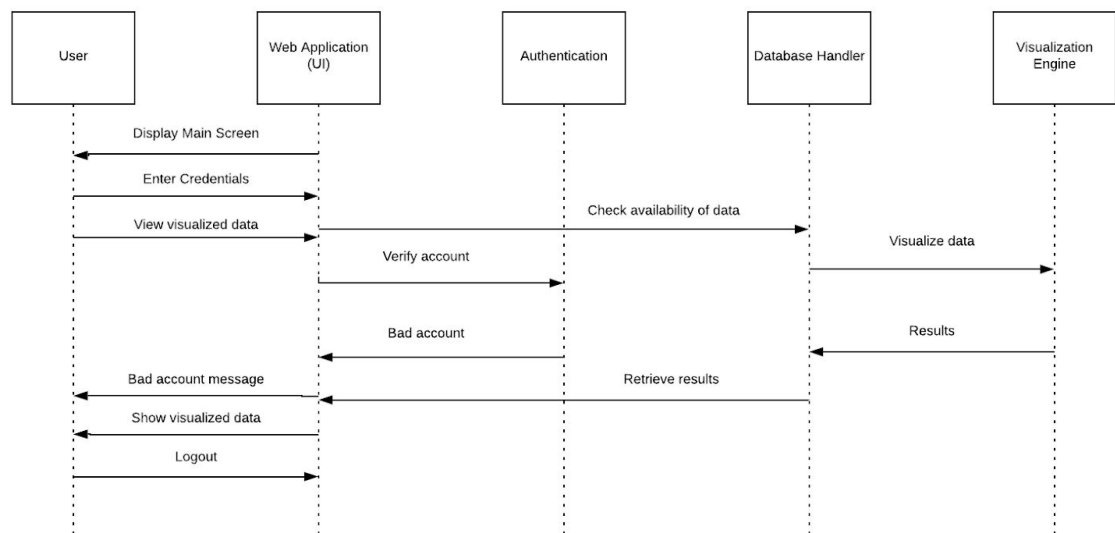 User
Web Application
(UI)
Authentication
Database Handler
Visualization
Engine
Display Main Screen
Enter Credentials
View visualized data
Check availability of data
Visualize data
Verify account
Bad account
Results
Bad account message
Retrieve results
Show visualized data
Logout